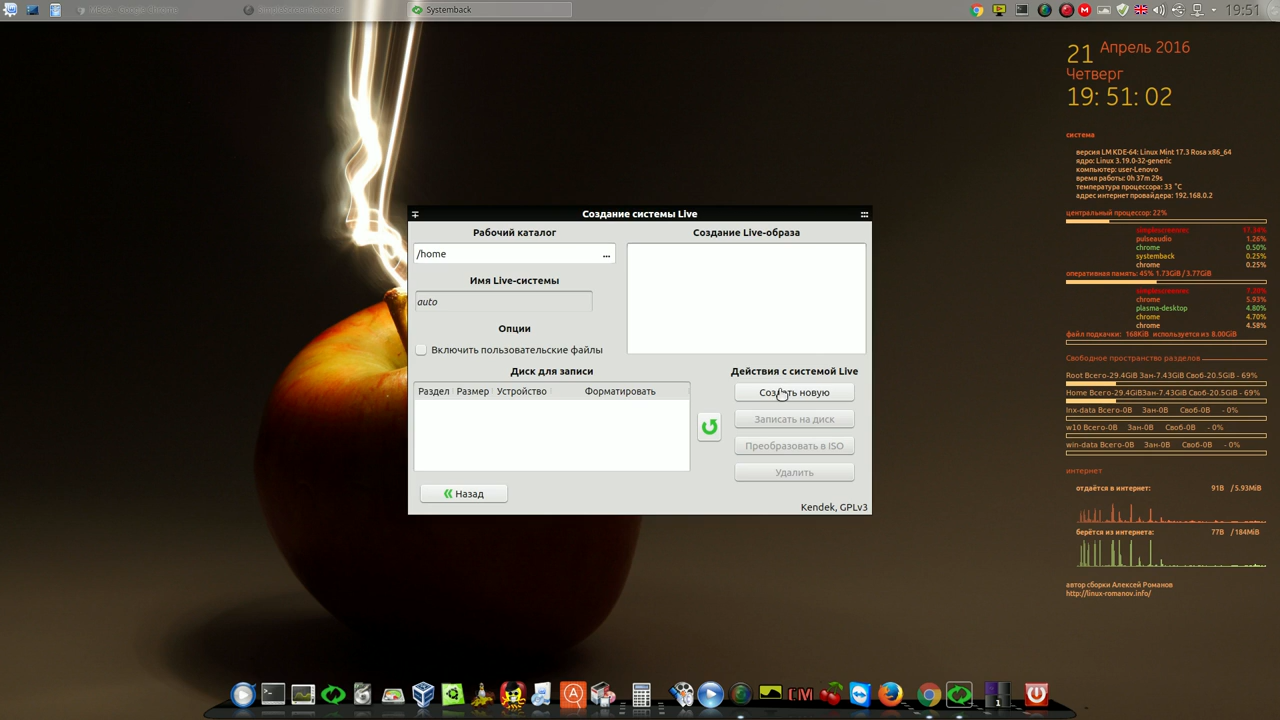 Systemback
19:51
21 Апрель 2016
Четверг
19: 51: 02
система
версия LM KDE-64: Linux Mint 17.3 Rosa x86_64
ядро: Linux 3.19.0-32-generic
компьютер: user-Lenovo
время работы: 0h 37m 29s
температура процессора: 33 °C
адрес интернет провайдера: 192.168.0.2
центральный процессор: 22%
simplescreenrec 17.34%
pulseaudio 1.26%
chrome 0.50%
systemback 0.25%
chrome 0.25%
оперативная память: 45% 1.73GiB / 3.77GiB
simplescreenrec 7.20%
chrome 5.93%
plasma-desktop 4.80%
chrome 4.70%
chrome 4.58%
файл подкачки: 168KiB используется из 8.00GiB
Свободное пространство разделов
Root Всего-29.4GiB Зан-7.43GiB Своб-20.5GiB - 69%
Home Всего-29.4GiBЗан-7.43GiB Своб-20.5GiB - 69%
lnx-data Всего-0B Зан-0B Своб-0B - 0%
w10 Всего-0B Зан-0B Своб-0B - 0%
win-data Всего-0B Зан-0B Своб-0B - 0%
интернет
отдаётся в интернет: 91B / 5.93MiB
берётся из интернета: 77B / 184MiB
автор сборки Алексей Романов
http://linux-romanov.info/
Создание системы Live
Рабочий каталог
/home ...
Имя Live-системы
auto
Опции
Включить пользовательские файлы
Создание Live-образа
Диск для записи
Раздел Размер Устройство Форматировать
Действия с системой Live
Создать новую
Записать на диск
Преобразовать в ISO
Удалить
Назад
Kendek, GPLv3